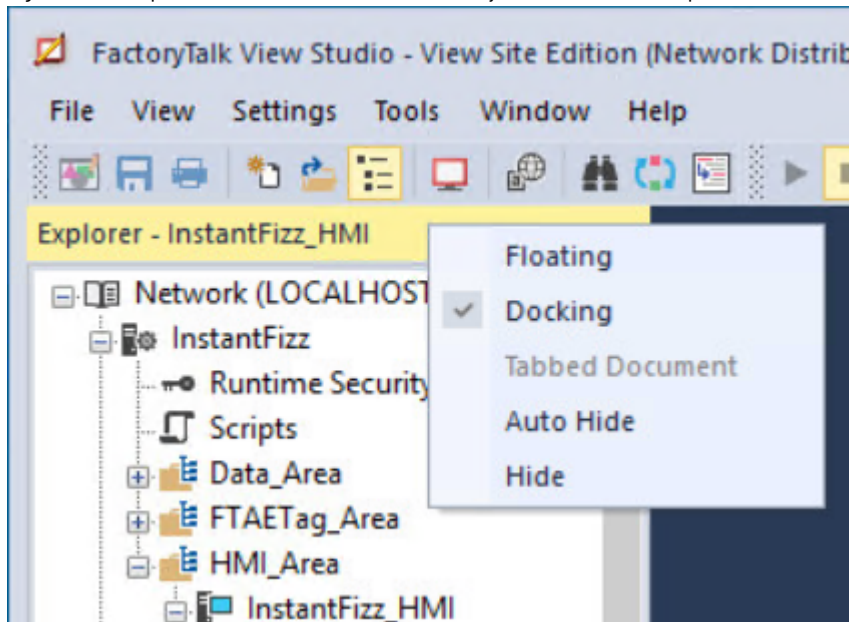 FactoryTalk View Studio - View Site Edition (Network Distrib
File View Settings Tools Window Help
Explorer - InstantFizz_HMI
Floating
Docking
Tabbed Document
Auto Hide
Hide
Network (LOCALHOST
InstantFizz
Runtime Security
Scripts
Data_Area
FTAETag_Area
HMI_Area
InstantFizz_HMI